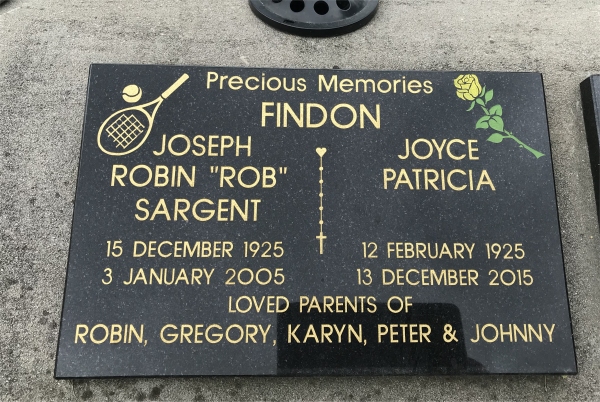 Precious Memories
FINDON
JOSEPH
ROBIN "ROB"
SARGENT
15 DECEMBER 1925
3 JANUARY 2005
JOYCE
PATRICIA
12 FEBRUARY 1925
13 DECEMBER 2015
LOVED PARENTS OF
ROBIN, GREGORY, KARYN, PETER & JOHNNY